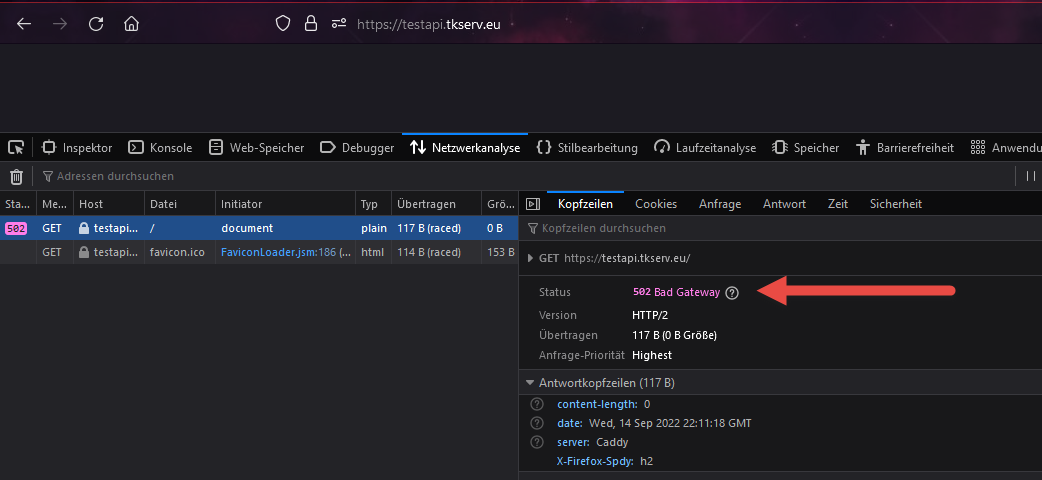 https://testapi.tkserv.eu
Inspektor Konsole Web-Speicher Debugger Netzwerkanalyse Stilbearbeitung Laufzeitanalyse Speicher Barrierefreiheit Anwendu
Adressen durchsuchen
Sta... Me... Host Datei Initiator Typ Übertragen Grö...
502 GET testapi... / document plain 117 B (raced) 0 B
GET testapi... favicon.ico FaviconLoader.jsm:186 (... html 114 B (raced) 153 B
Kopfzeilen Cookies Anfrage Antwort Zeit Sicherheit
Kopfzeilen durchsuchen
GET https://testapi.tkserv.eu/
Status 502 Bad Gateway ?
Version HTTP/2
Übertragen 117 B (0 B Größe)
Anfrage-Priorität Highest
Antwortkopfzeilen (117 B)
? content-length: 0
? date: Wed, 14 Sep 2022 22:11:18 GMT
? server: Caddy
X-Firefox-Spdy: h2